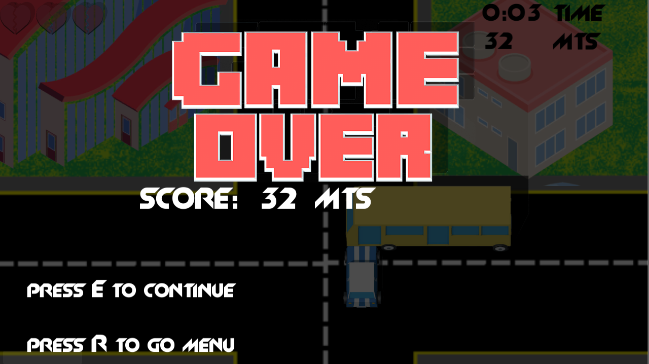 0:03 TIME
32 MTS
GAME
OVER
SCORE: 32 MTS
PRESS E TO CONTINUE
PRESS R TO GO MENU